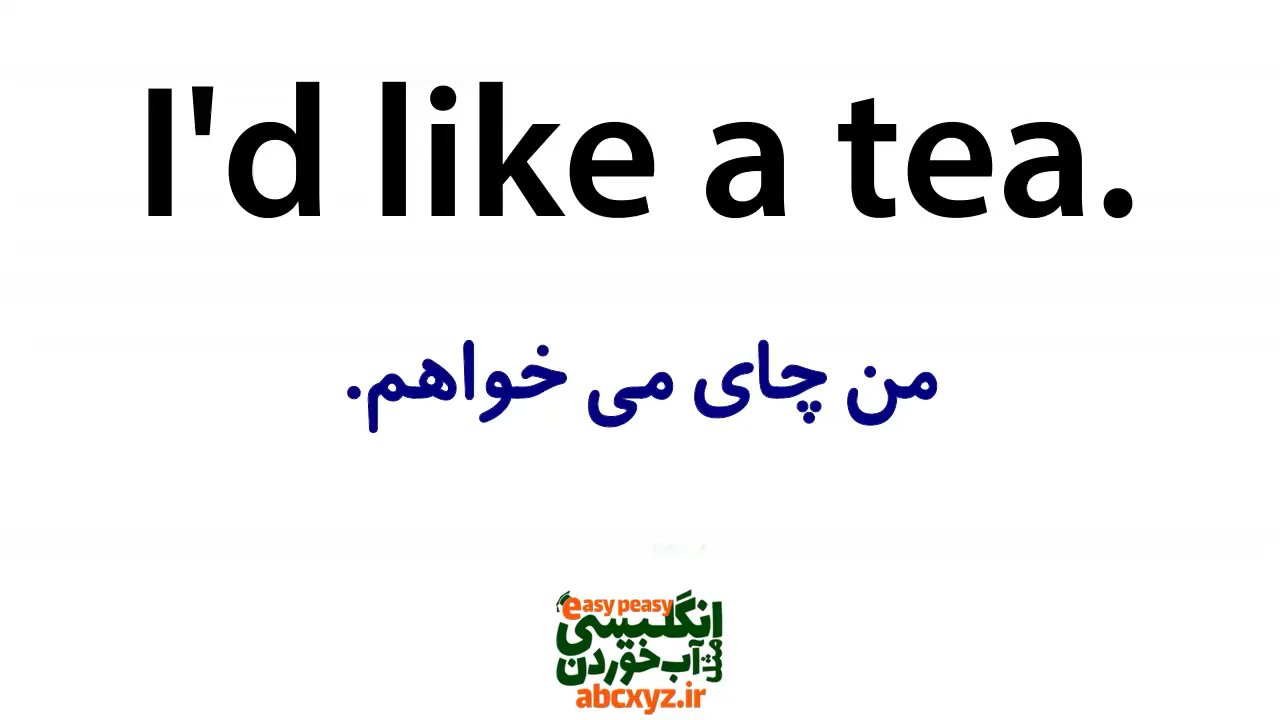 I'd like a tea.
من چای می خواهم.
easy peasy
انگلیسی
مثل آب خوردن
abcxyz.ir